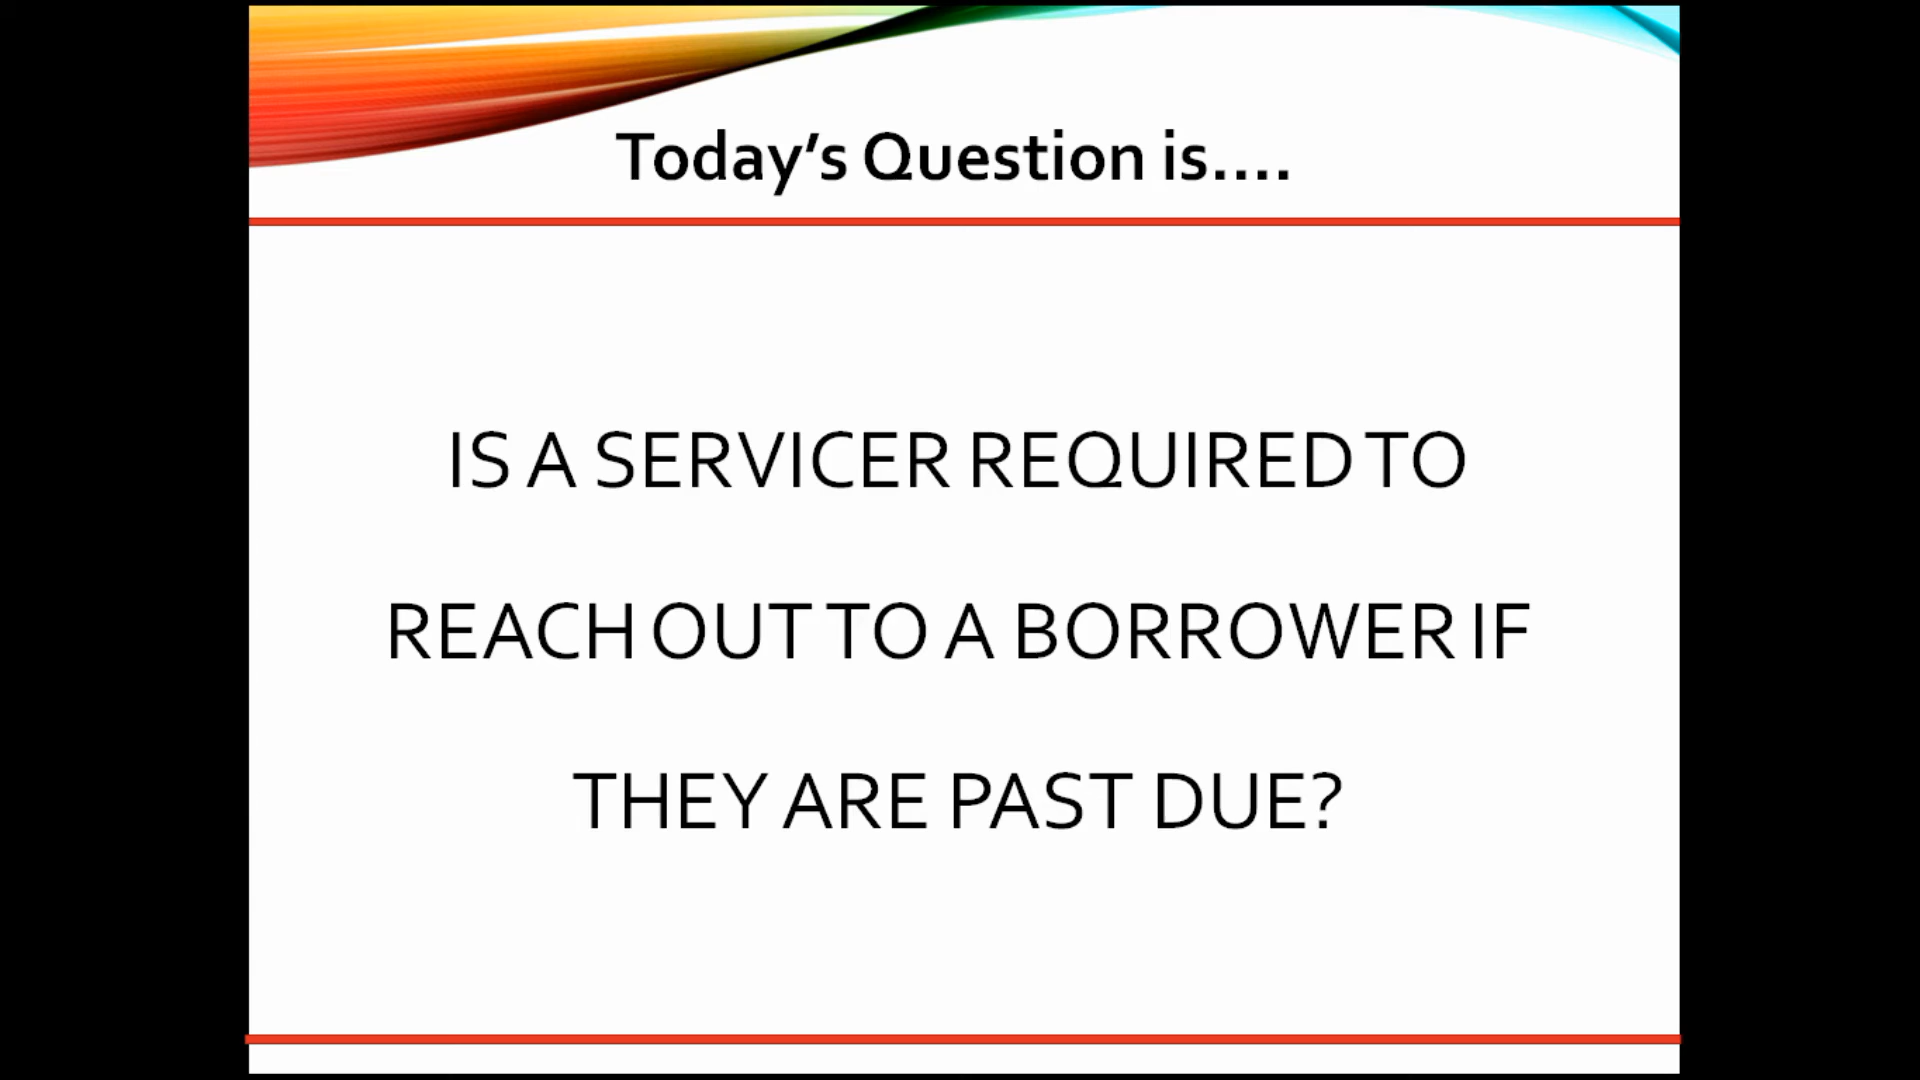 Today’s Question is....
IS A SERVICER REQUIRED TO
REACH OUT TO A BORROWER IF
THEY ARE PAST DUE?